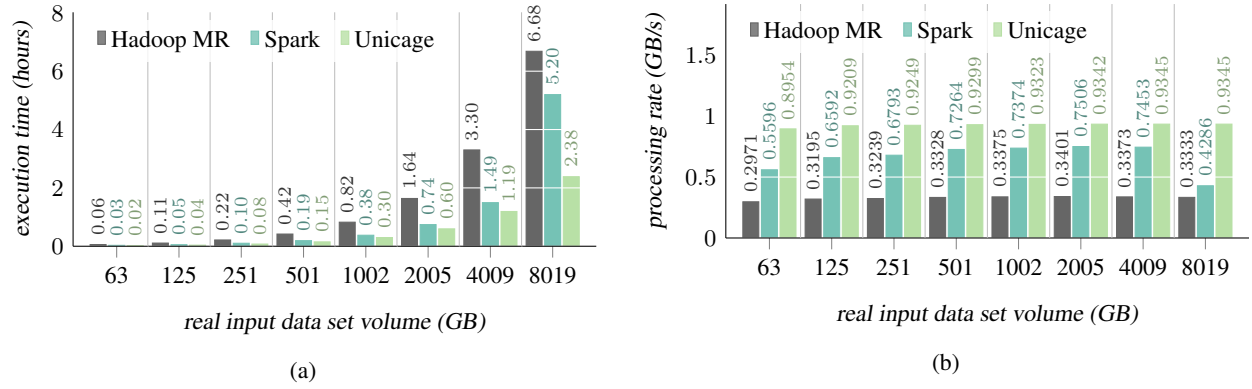 8
6
4
2
0
execution time (hours)
Hadoop MR Spark Unicage
0.06 0.03 0.02
0.11 0.05 0.04
0.22 0.10 0.08
0.42 0.19 0.15
0.82 0.38 0.30
1.64 0.74 0.60
3.30 1.49 1.19
6.68 5.20 2.38
63 125 251 501 1002 2005 4009 8019
real input data set volume (GB)
(a)
1.5
1
0.5
0
processing rate (GB/s)
Hadoop MR Spark Unicage
0.2971 0.5596 0.8954
0.3195 0.6592 0.9209
0.3239 0.6793 0.9249
0.3328 0.7264 0.9299
0.3375 0.7374 0.9323
0.3401 0.7506 0.9342
0.3373 0.7453 0.9345
0.3333 0.4286 0.9345
63 125 251 501 1002 2005 4009 8019
real input data set volume (GB)
(b)